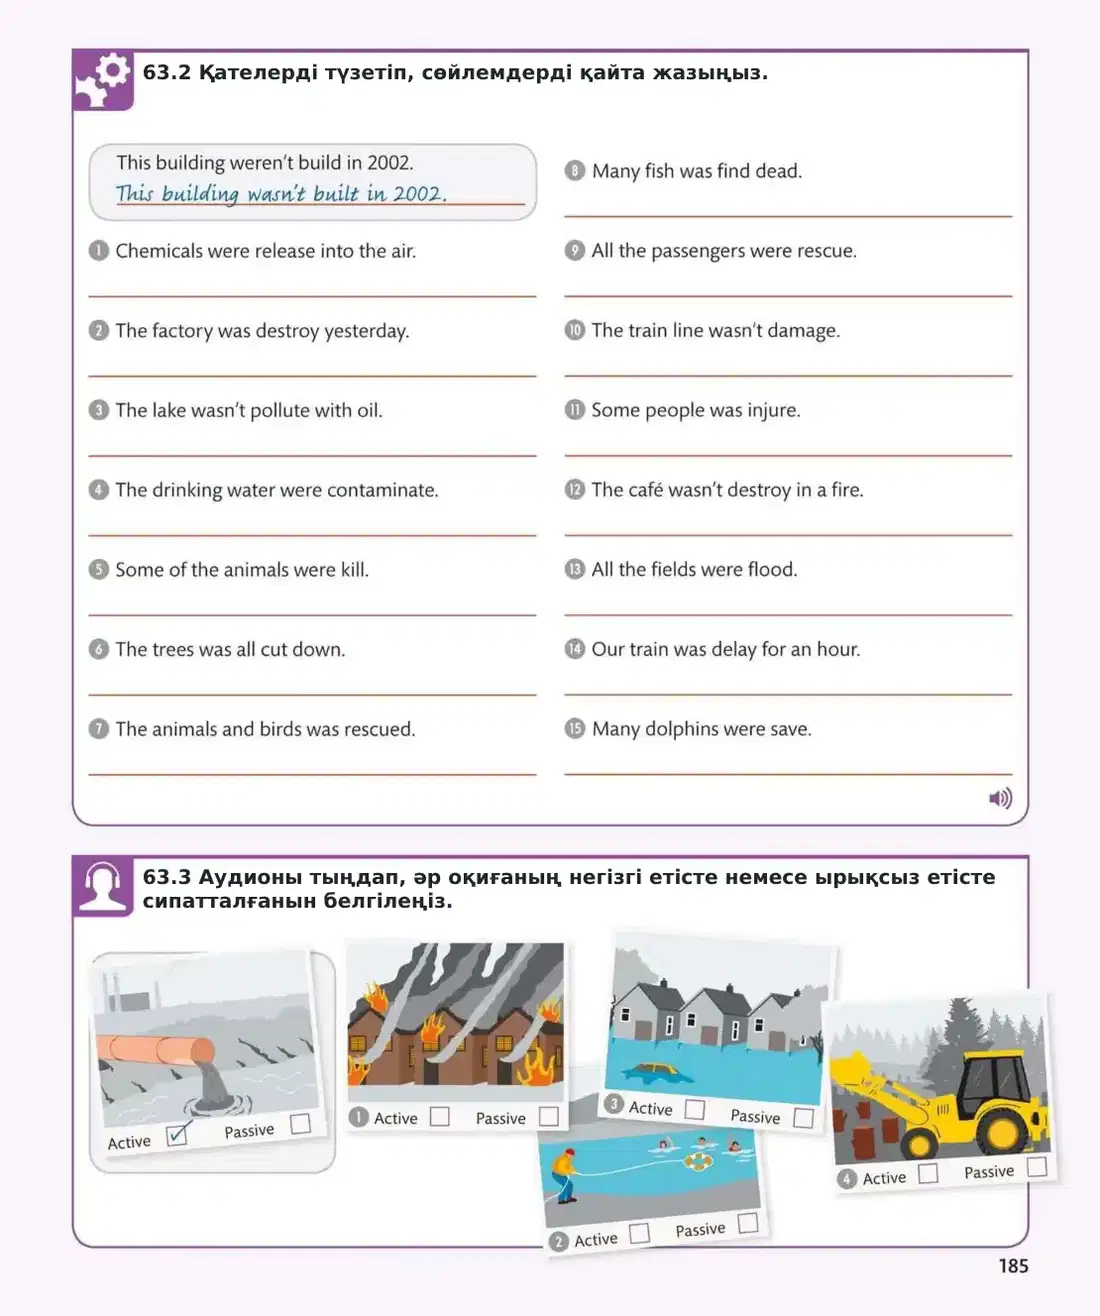 63.2 Қателерді түзетіп, сөйлемдерді қайта жазыңыз.
This building weren't build in 2002.
This building wasn't built in 2002.
1 Chemicals were release into the air.
2 The factory was destroy yesterday.
3 The lake wasn't pollute with oil.
4 The drinking water were contaminate.
5 Some of the animals were kill.
6 The trees was all cut down.
7 The animals and birds was rescued.
8 Many fish was find dead.
9 All the passengers were rescue.
10 The train line wasn't damage.
11 Some people was injure.
12 The café wasn't destroy in a fire.
13 All the fields were flood.
14 Our train was delay for an hour.
15 Many dolphins were save.
63.3 Аудионы тыңдап, әр оқиғаның негізгі етісте немесе ырықсыз етісте
сипатталғанын белгілеңіз.
Active Passive
1 Active Passive
2 Active Passive
3 Active Passive
4 Active Passive
185